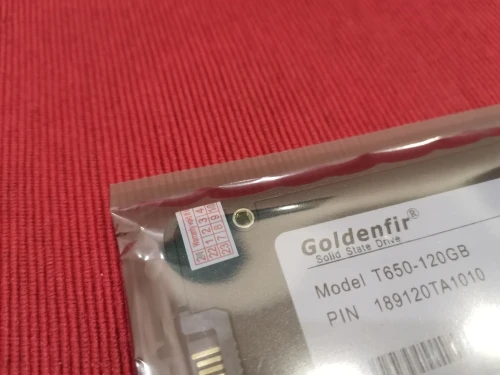 Goldenfir®
Solid State Drive
Model T650-120GB
PIN 189120TA1010